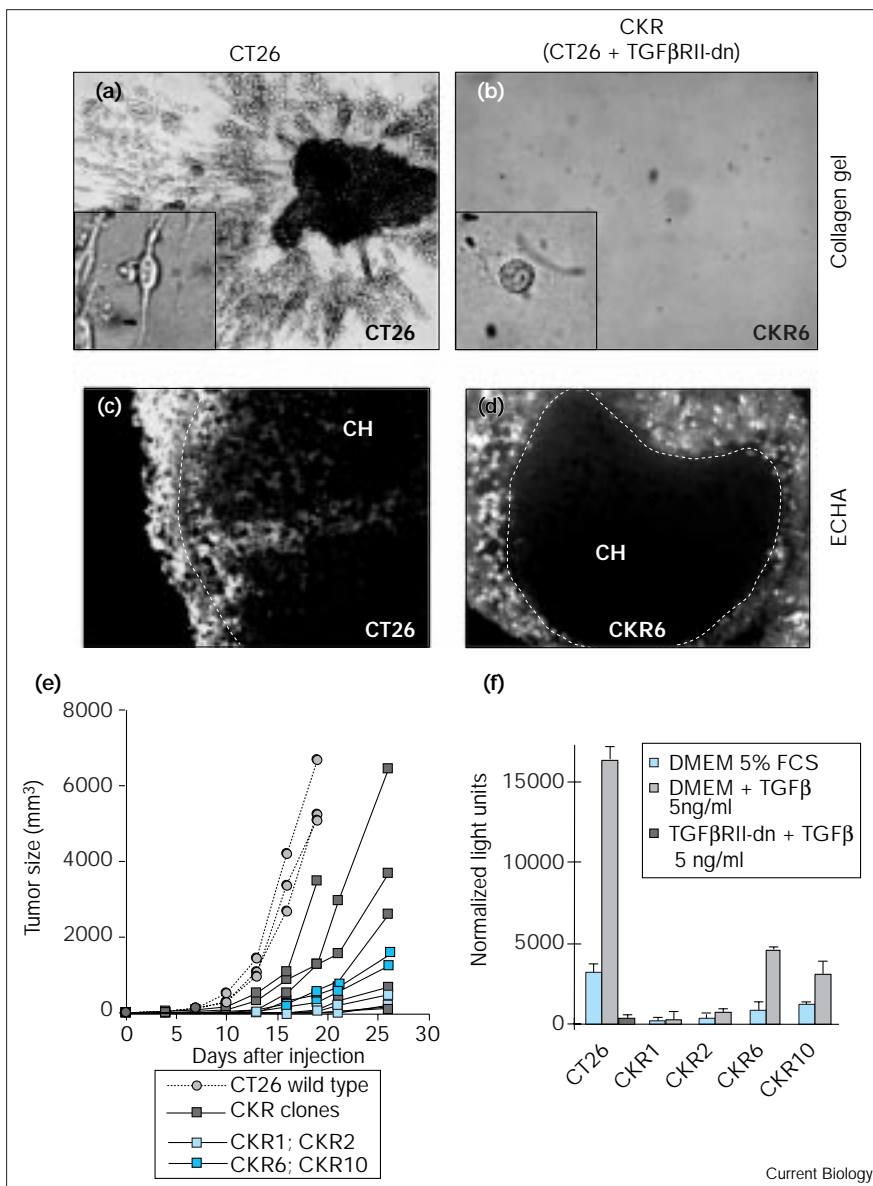 CT26
CKR
(CT26 + TGFβRII-dn)
(a)
CT26
(b)
CKR6
Collagen gel
(c)
CH
CT26
(d)
CH
CKR6
ECHA
(e)
8000
6000
4000
2000
0
Tumor size (mm³)
0 5 10 15 20 25 30
Days after injection
CT26 wild type
CKR clones
CKR1; CKR2
CKR6; CKR10
(f)
15000
10000
5000
0
Normalized light units
DMEM 5% FCS
DMEM + TGFβ
5ng/ml
TGFβRII-dn + TGFβ
5 ng/ml
CT26
CKR1
CKR2
CKR6
CKR10
Current Biology